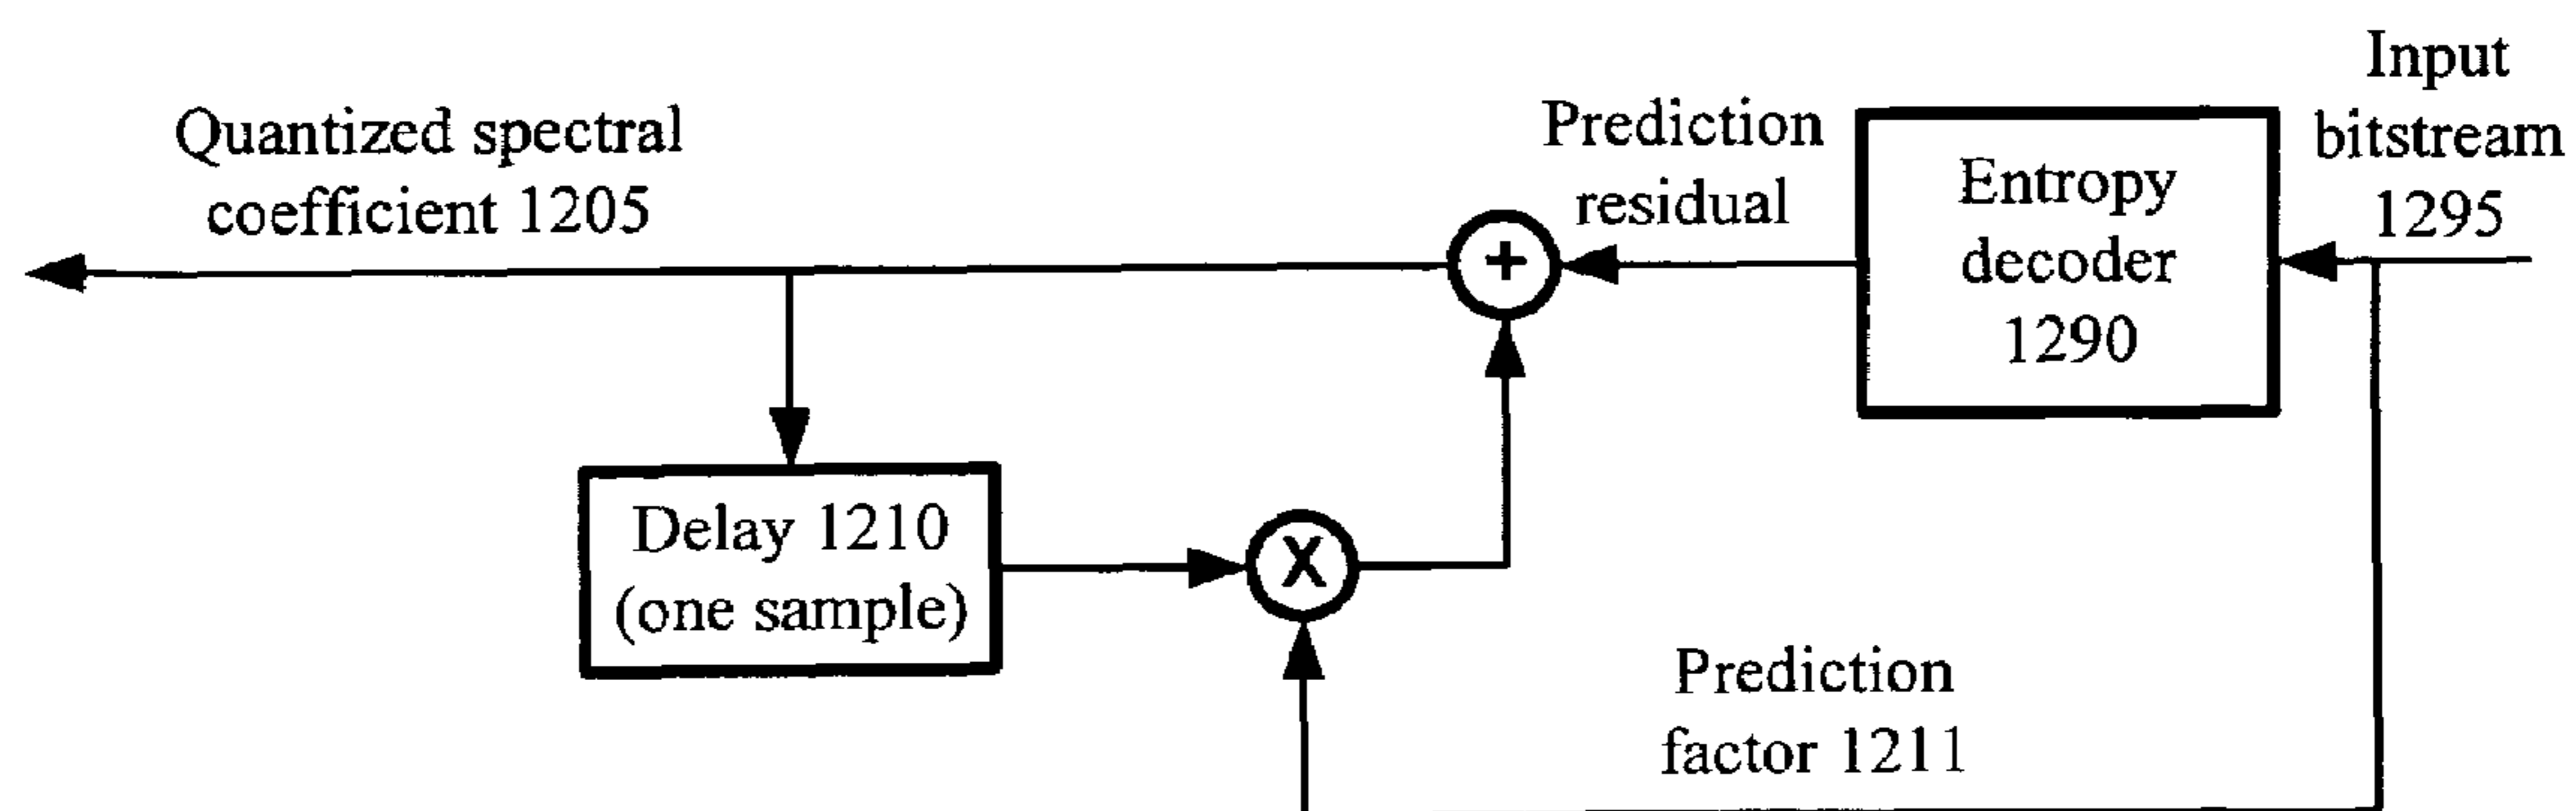 Quantized spectral
coefficient 1205
Prediction
residual
+
Entropy
decoder
1290
Input
bitstream
1295
Delay 1210
(one sample)
X
Prediction
factor 1211